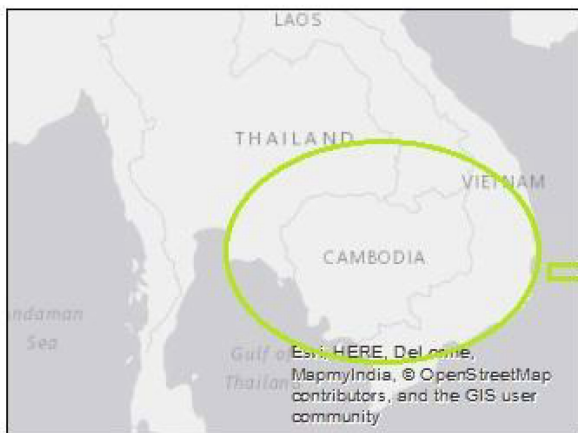 LAOS
THAILAND
VIETNAM
CAMBODIA
ndaman
Sea
Gulf of
Thailand
Esri, HERE, DeLorme,
MapmyIndia, © OpenStreetMap
contributors, and the GIS user
community